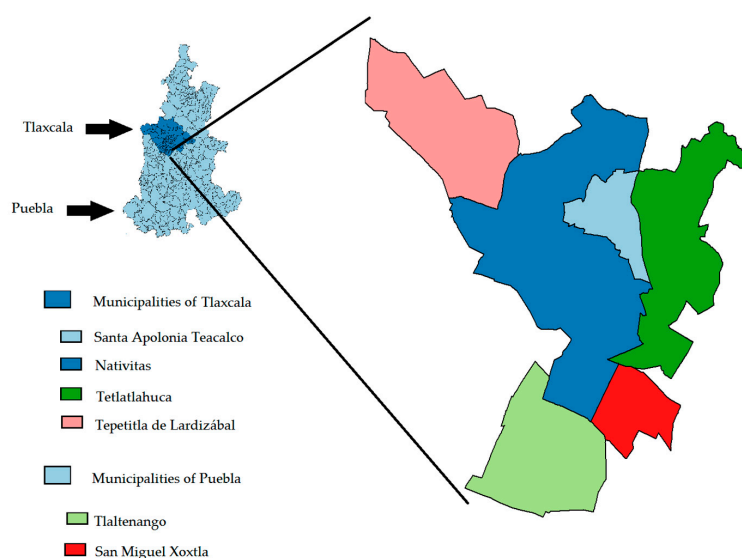 Tlaxcala
Puebla
Municipalities of Tlaxcala
Santa Apolonia Teacalco
Nativitas
Tetlatlahuca
Tepetitla de Lardizábal
Municipalities of Puebla
Tlaltenango
San Miguel Xoxtla